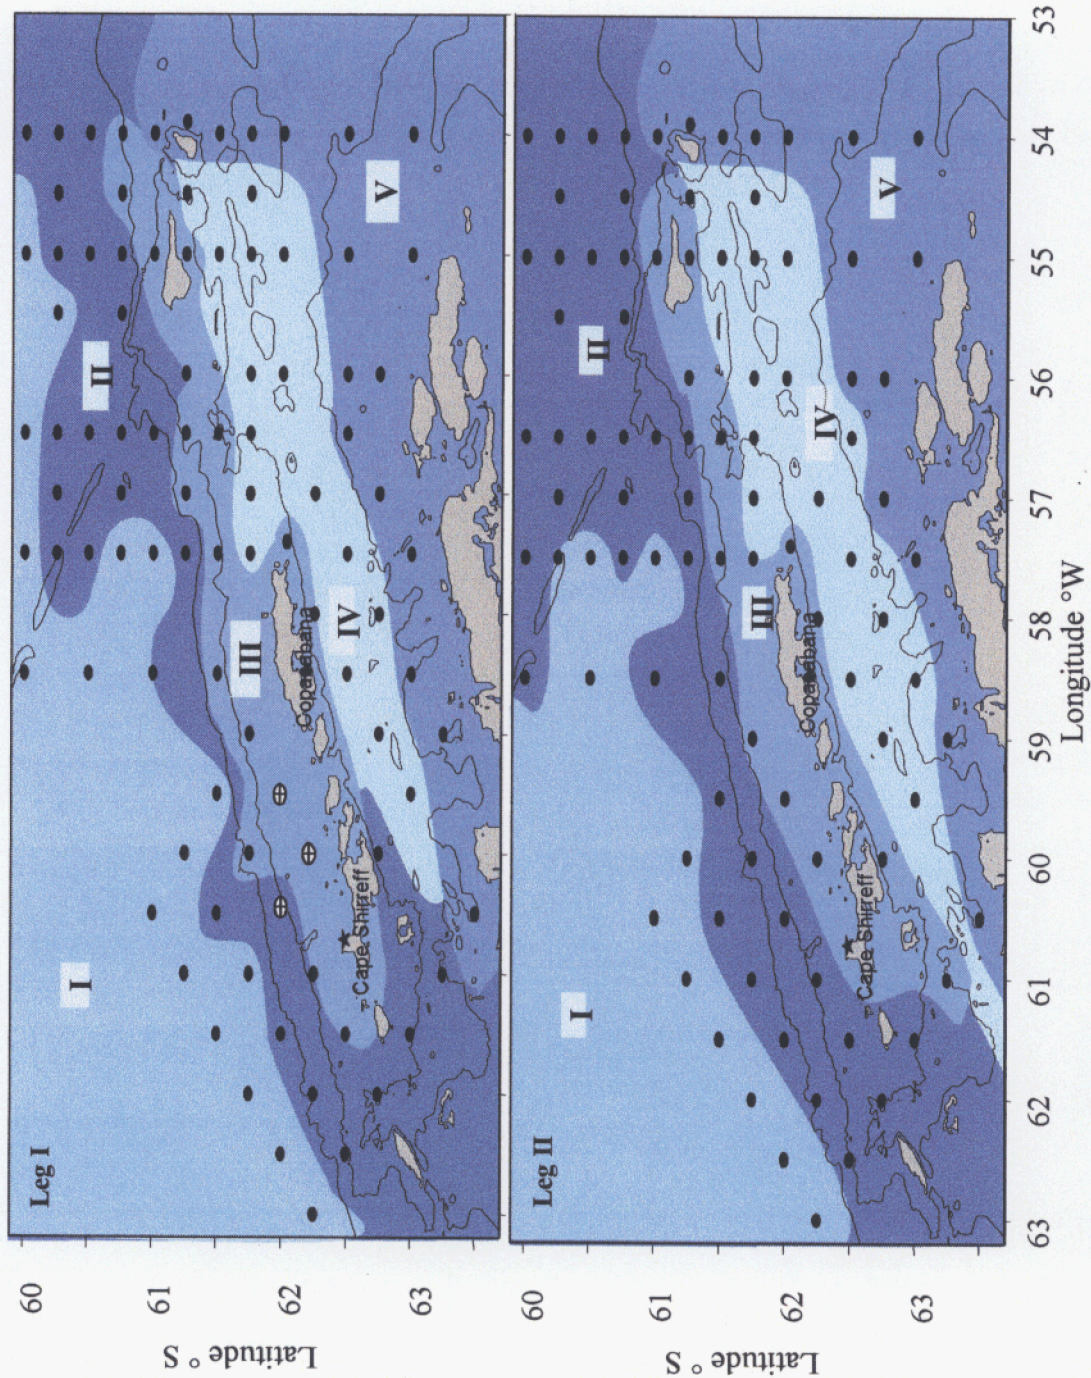 Leg I
I
II
III
IV
V
Copacabana
Cape Shirreff
60
61
62
63
Latitude ° S
Leg II
I
II
III
IV
V
Copacabana
Cape Shirreff
60
61
62
63
Latitude ° S
63
62
61
60
59
58
57
56
55
54
53
Longitude °W